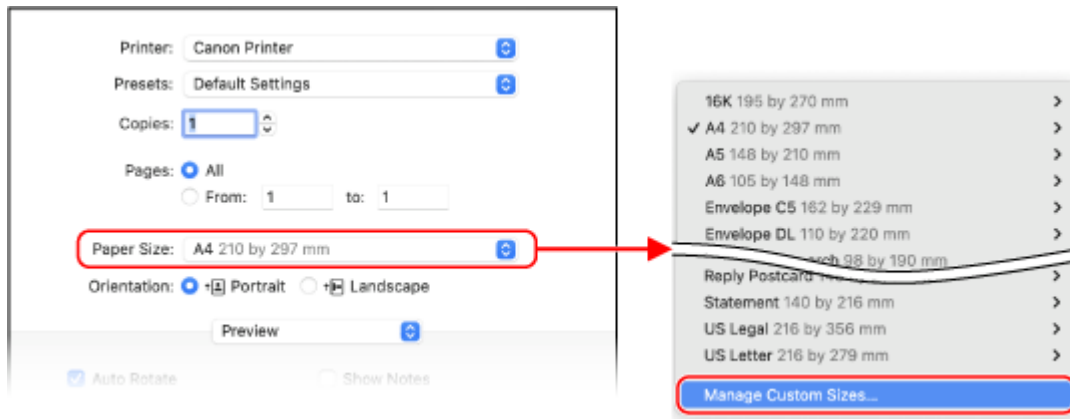 Printer: Canon Printer
Presets: Default Settings
Copies: 1
Pages: All
From: 1 to: 1
Paper Size: A4 210 by 297 mm
Orientation: Portrait Landscape
Preview
Auto Rotate Show Notes
16K 195 by 270 mm
A4 210 by 297 mm
A5 148 by 210 mm
A6 105 by 148 mm
Envelope C5 162 by 229 mm
Envelope DL 110 by 220 mm
98 by 190 mm
Reply Postcard
Statement 140 by 216 mm
US Legal 216 by 356 mm
US Letter 216 by 279 mm
Manage Custom Sizes...